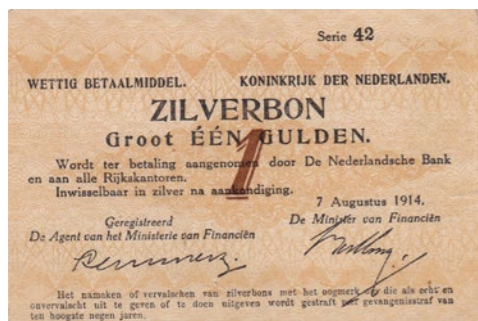 Serie 42
WETTIG BETAALMIDDEL. KONINKRIJK DER NEDERLANDEN.
ZILVERBON
Groot ÉÉN GULDEN.
1
Wordt ter betaling aangenomen door De Nederlandsche Bank
en aan alle Rijkskantoren.
Inwisselbaar in zilver na aankondiging.
7 Augustus 1914.
Geregistreerd De Minister van Financiën
De Agent van het Ministerie van Financiën
Het namaken of vervalschen van zilverbons met het oogmerk om die als echt en
onvervalscht uit te geven of te doen uitgeven wordt gestraft met gevangenisstraf van
ten hoogste negen jaren.